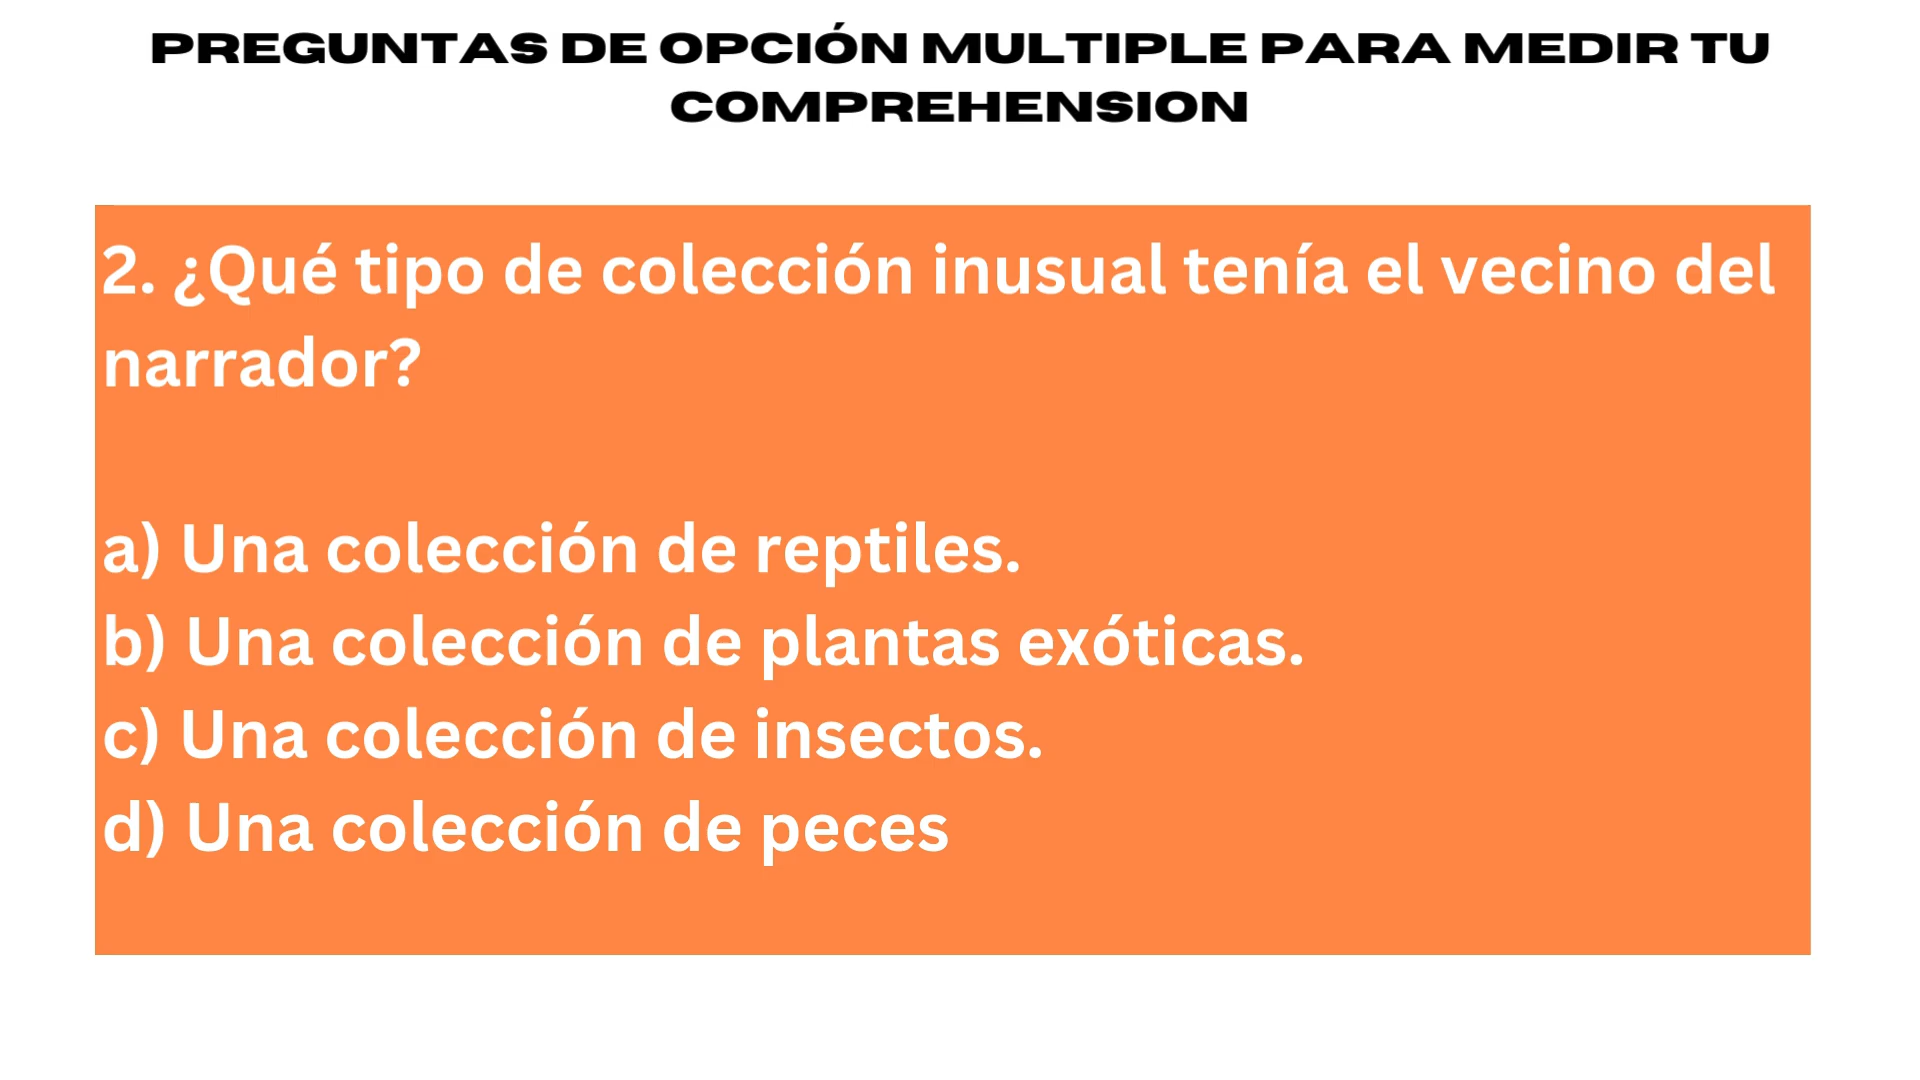 PREGUNTAS DE OPCIÓN MULTIPLE PARA MEDIR TU
COMPREHENSION
2. ¿Qué tipo de colección inusual tenía el vecino del
narrador?
a) Una colección de reptiles.
b) Una colección de plantas exóticas.
c) Una colección de insectos.
d) Una colección de peces